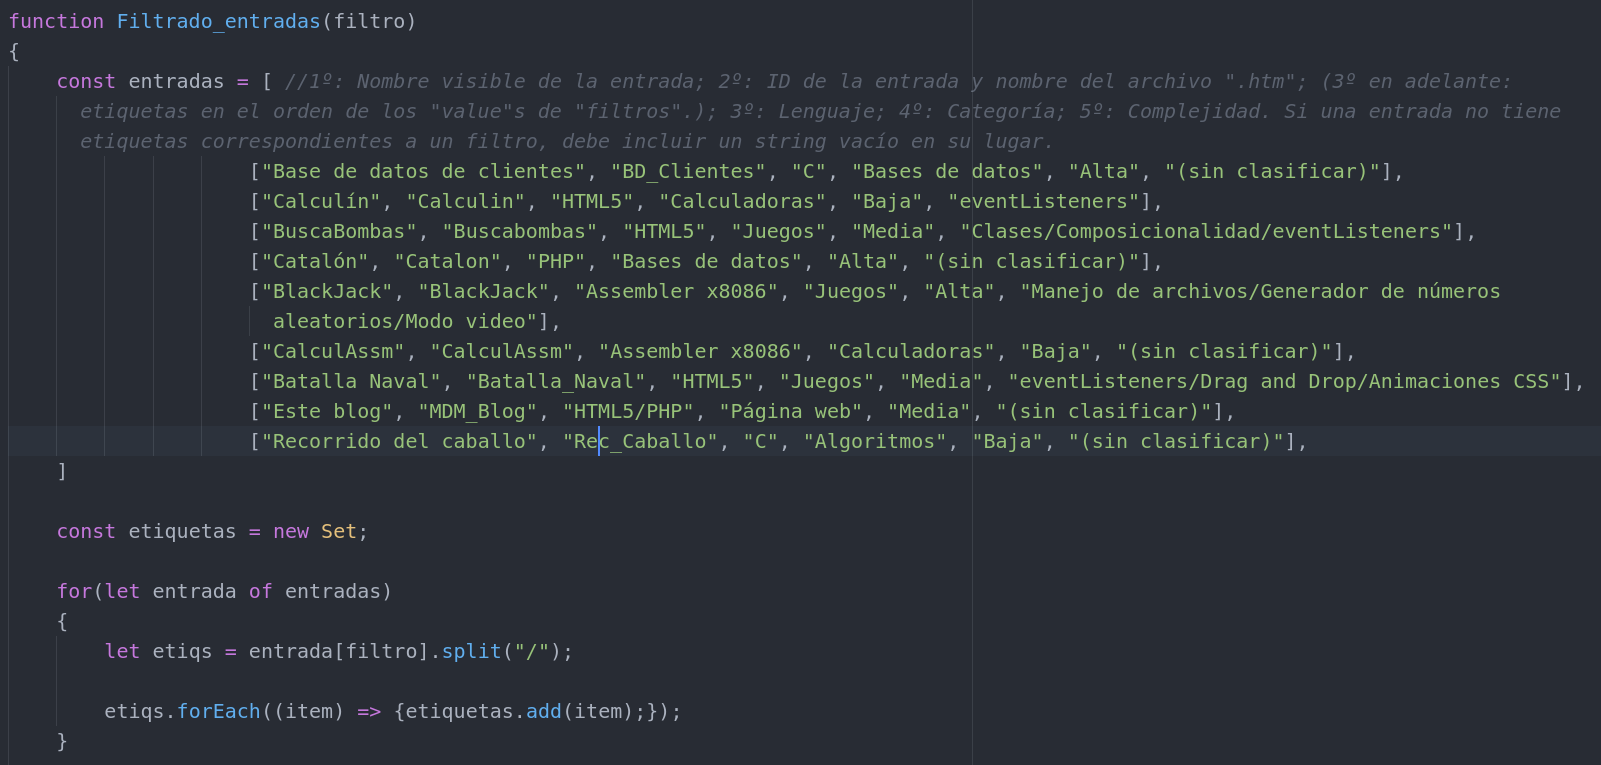 function Filtrado_entradas(filtro)
{
    const entradas = [ //1º: Nombre visible de la entrada; 2º: ID de la entrada y nombre del archivo ".htm"; (3º en adelante:
      etiquetas en el orden de los "value"s de "filtros".); 3º: Lenguaje; 4º: Categoría; 5º: Complejidad. Si una entrada no tiene
      etiquetas correspondientes a un filtro, debe incluir un string vacío en su lugar.
                    ["Base de datos de clientes", "BD_Clientes", "C", "Bases de datos", "Alta", "(sin clasificar)"],
                    ["Calculín", "Calculin", "HTML5", "Calculadoras", "Baja", "eventListeners"],
                    ["BuscaBombas", "Buscabombas", "HTML5", "Juegos", "Media", "Clases/Composicionalidad/eventListeners"],
                    ["Catalón", "Catalon", "PHP", "Bases de datos", "Alta", "(sin clasificar)"],
                    ["BlackJack", "BlackJack", "Assembler x8086", "Juegos", "Alta", "Manejo de archivos/Generador de números
                      aleatorios/Modo video"],
                    ["CalculAssm", "CalculAssm", "Assembler x8086", "Calculadoras", "Baja", "(sin clasificar)"],
                    ["Batalla Naval", "Batalla_Naval", "HTML5", "Juegos", "Media", "eventListeners/Drag and Drop/Animaciones CSS"],
                    ["Este blog", "MDM_Blog", "HTML5/PHP", "Página web", "Media", "(sin clasificar)"],
                    ["Recorrido del caballo", "Rec_Caballo", "C", "Algoritmos", "Baja", "(sin clasificar)"],
    ]

    const etiquetas = new Set;

    for(let entrada of entradas)
    {
        let etiqs = entrada[filtro].split("/");

        etiqs.forEach((item) => {etiquetas.add(item);});
    }